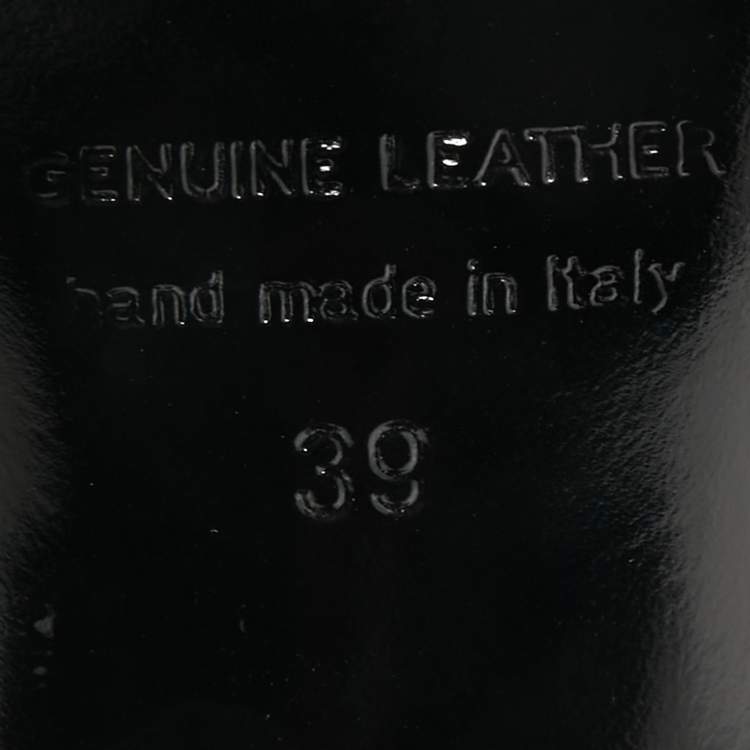 GENUINE LEATHER
hand made in Italy
39